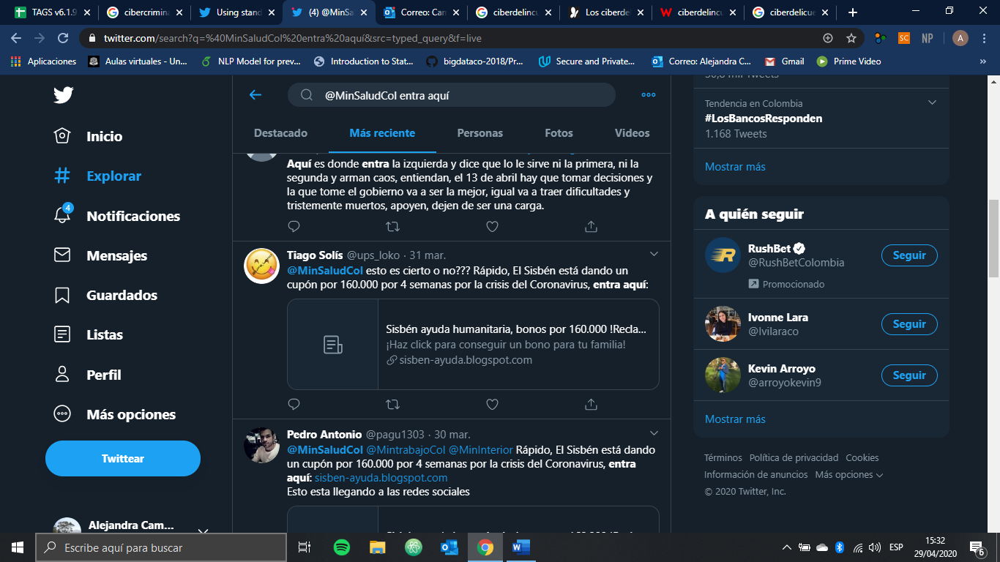 TAGS v6.1.9
cibercrimina
Using stand
(4) @MinSa
Correo: Can
ciberdelincu
Los ciberdel
ciberdelincu
ciberdelicue
twitter.com/search?q=%40MinSaludCol%20entra%20aquí&src=typed_query&f=live
SC
NP
A
Aplicaciones
Aulas virtuales - Un...
NLP Model for prev...
Introduction to Stat...
bigdataco-2018/Pr...
Secure and Private...
Correo: Alejandra C...
Gmail
Prime Video
»
Inicio
Explorar
4
Notificaciones
Mensajes
Guardados
Listas
Perfil
Más opciones
Twittear
Alejandra Cam...
@MinSaludCol entra aquí
Destacado
Más reciente
Personas
Fotos
Videos
Aquí es donde entra la izquierda y dice que lo le sirve ni la primera, ni la
segunda y arman caos, entiendan, el 13 de abril hay que tomar decisiones y
la que tome el gobierno va a ser la mejor, igual va a traer dificultades y
tristemente muertos, apoyen, dejen de ser una carga.
Tiago Solís @ups_loko · 31 mar.
@MinSaludCol esto es cierto o no??? Rápido, El Sisbén está dando un
cupón por 160.000 por 4 semanas por la crisis del Coronavirus, entra aquí:
Sisbén ayuda humanitaria, bonos por 160.000 !Recla...
¡Haz click para conseguir un bono para tu familia!
sisben-ayuda.blogspot.com
Pedro Antonio @pagu1303 · 30 mar.
@MinSaludCol @MintrabajoCol @MinInterior Rápido, El Sisbén está dando
un cupón por 160.000 por 4 semanas por la crisis del Coronavirus, entra
aquí: sisben-ayuda.blogspot.com
Esto esta llegando a las redes sociales
Tendencia en Colombia
#LosBancosResponden
1.168 Tweets
Mostrar más
A quién seguir
RushBet
@RushBetColombia
Promocionado
Seguir
Ivonne Lara
@Ivilaraco
Seguir
Kevin Arroyo
@arroyokevin9
Seguir
Mostrar más
Términos Política de privacidad Cookies
Información de anuncios Más opciones
© 2020 Twitter, Inc.
Escribe aquí para buscar
ESP
15:32
29/04/2020
6